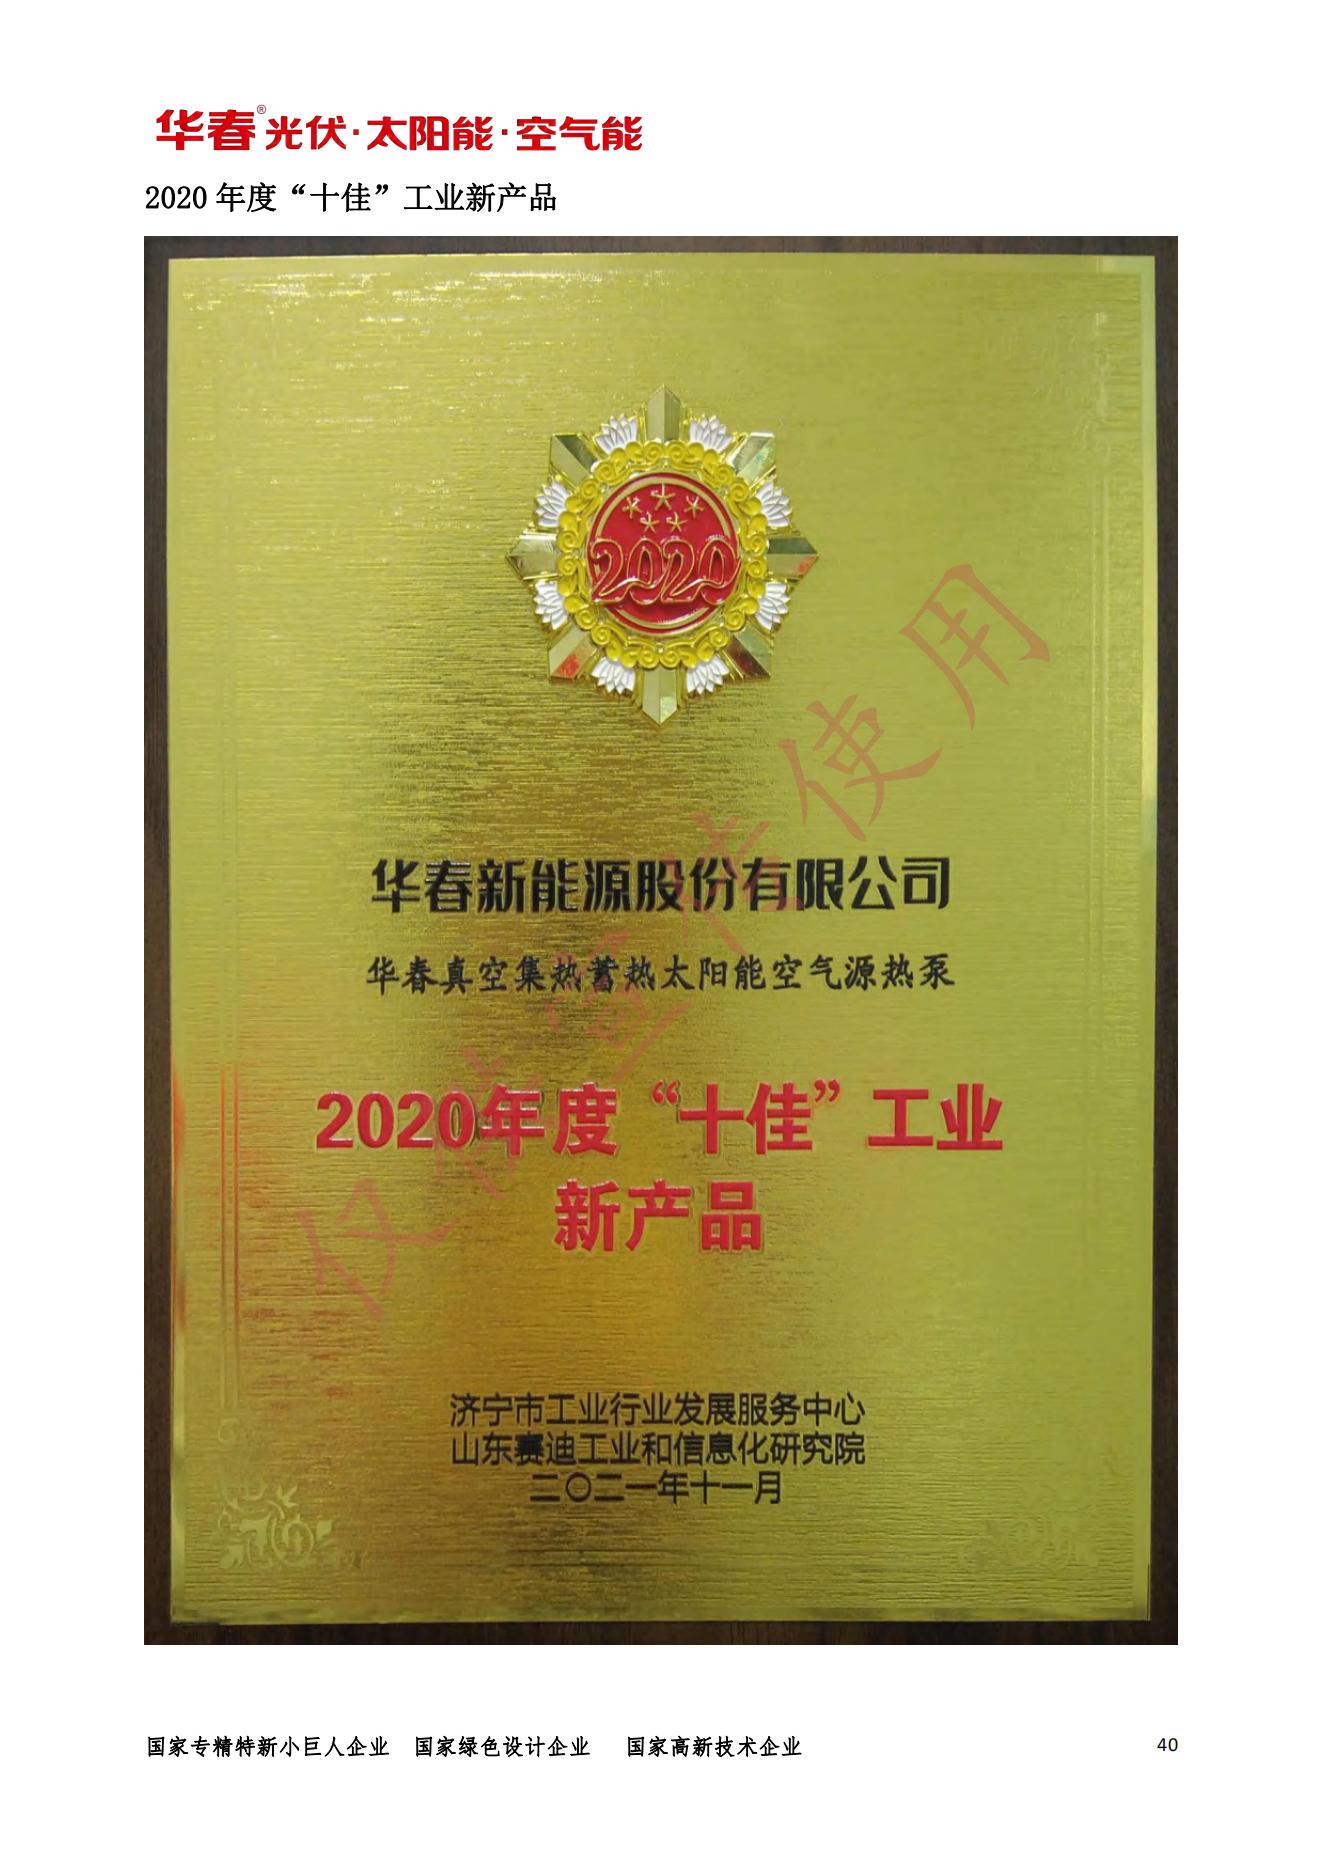 华春®光伏·太阳能·空气能
2020 年度“十佳”工业新产品
2020
华春新能源股份有限公司
华春真空集热蓄热太阳能空气源热泵
2020年度“十佳”工业
新产品
济宁市工业行业发展服务中心
山东赛迪工业和信息化研究院
二〇二一年十一月
仅供宣传使用
国家专精特新小巨人企业 国家绿色设计企业 国家高新技术企业 40